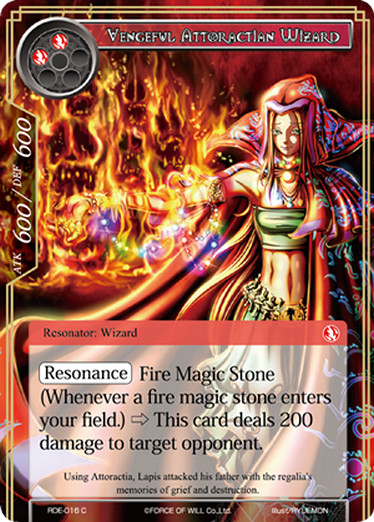 Vengeful Attoractian Wizard
ATK 600 / DEF 600
Resonator: Wizard
Resonance Fire Magic Stone
(Whenever a fire magic stone enters
your field.) ⇨ This card deals 200
damage to target opponent.
Using Attoractia, Lapis attacked his father with the regalia's
memories of grief and destruction.
RDE-016 C ©FORCE OF WILL Co.,Ltd. Illust/RYUEMON